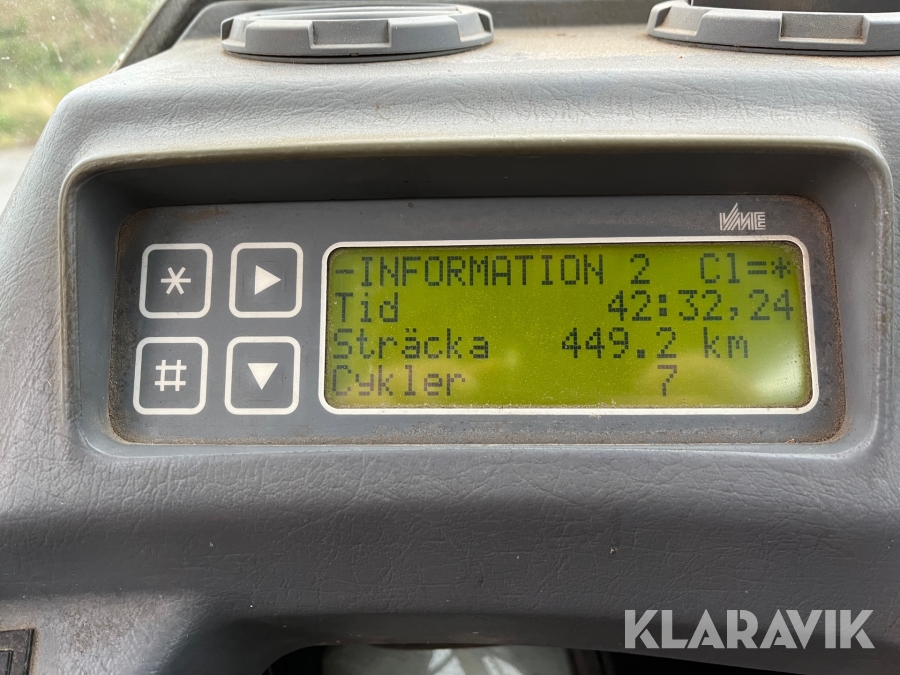 VME
-INFORMATION 2 Cl=*
Tid 42:32,24
Sträcka 449.2 km
Cykler 7
* 
#
KLARAVIK